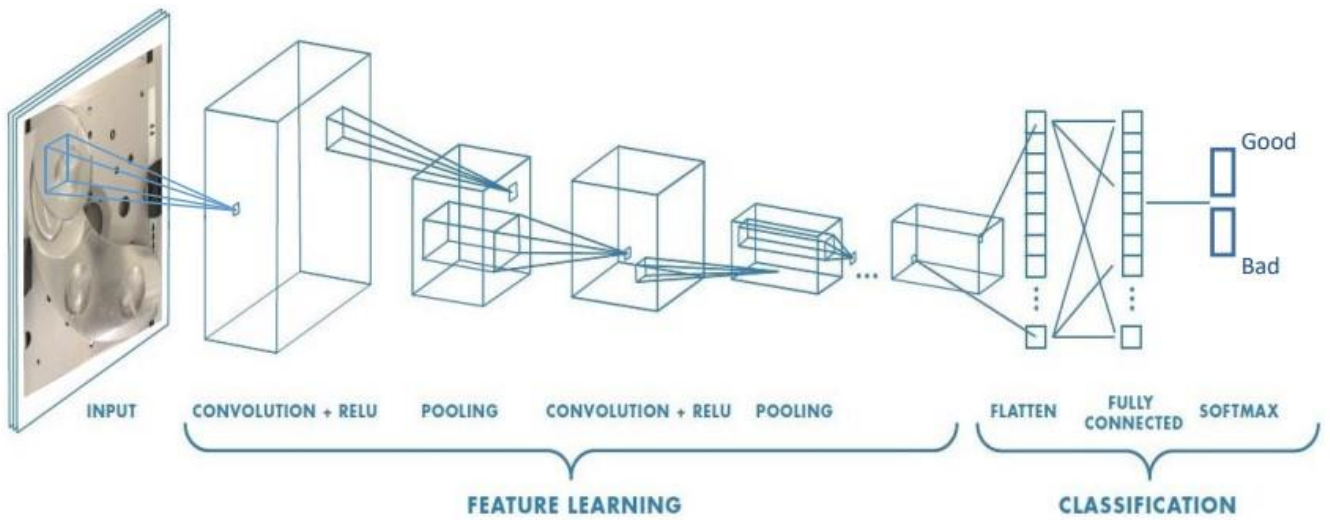 Good
Bad
INPUT
CONVOLUTION + RELU
POOLING
CONVOLUTION + RELU
POOLING
FLATTEN
FULLY
CONNECTED
SOFTMAX
FEATURE LEARNING
CLASSIFICATION